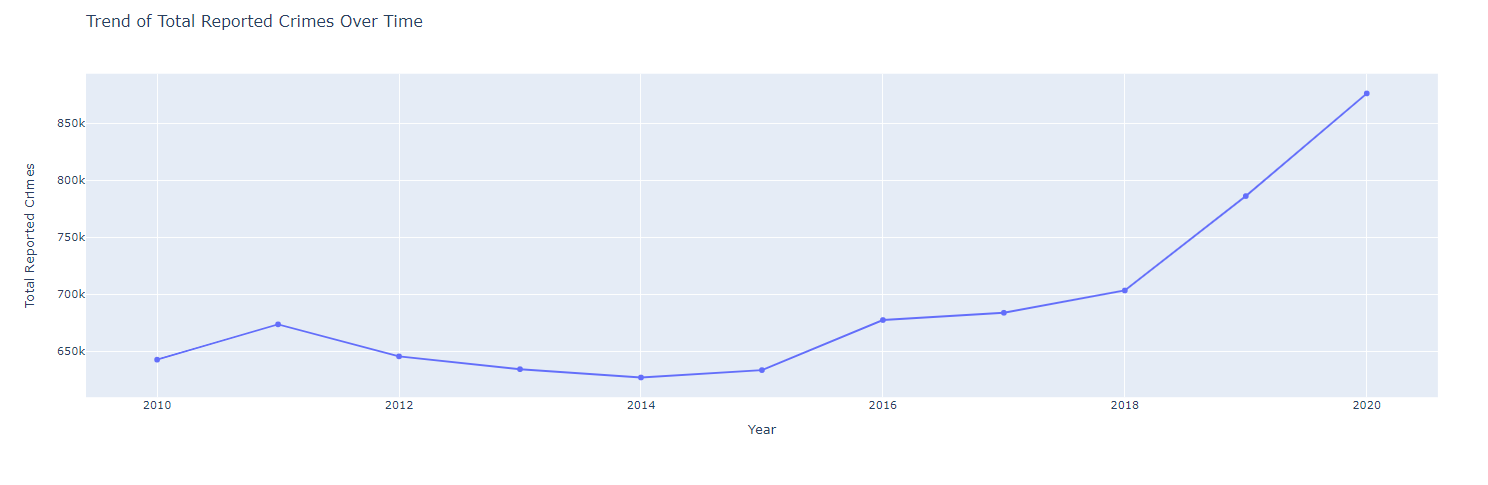 Trend of Total Reported Crimes Over Time
Total Reported Crimes
850k
800k
750k
700k
650k
2010
2012
2014
2016
2018
2020
Year